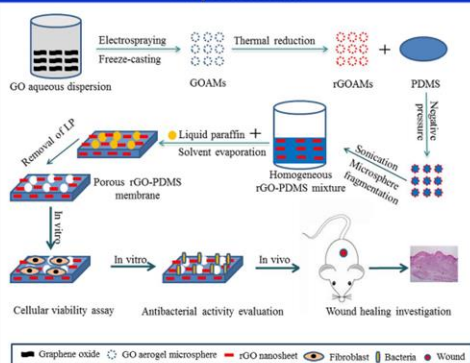 Electrospraying
Freeze-casting
Thermal reduction
GO aqueous dispersion
GOAMs
rGOAMs
+
PDMS
Negative
pressure
Sonication
Microsphere
fragmentation
Homogeneous
rGO-PDMS mixture
Liquid paraffin +
Solvent evaporation
Removal of LP
Porous rGO-PDMS
membrane
In vitro
In vitro
In vivo
Cellular viability assay
Antibacterial activity evaluation
Wound healing investigation
Graphene oxide
GO aerogel microsphere
rGO nanosheet
Fibroblast
Bacteria
Wound